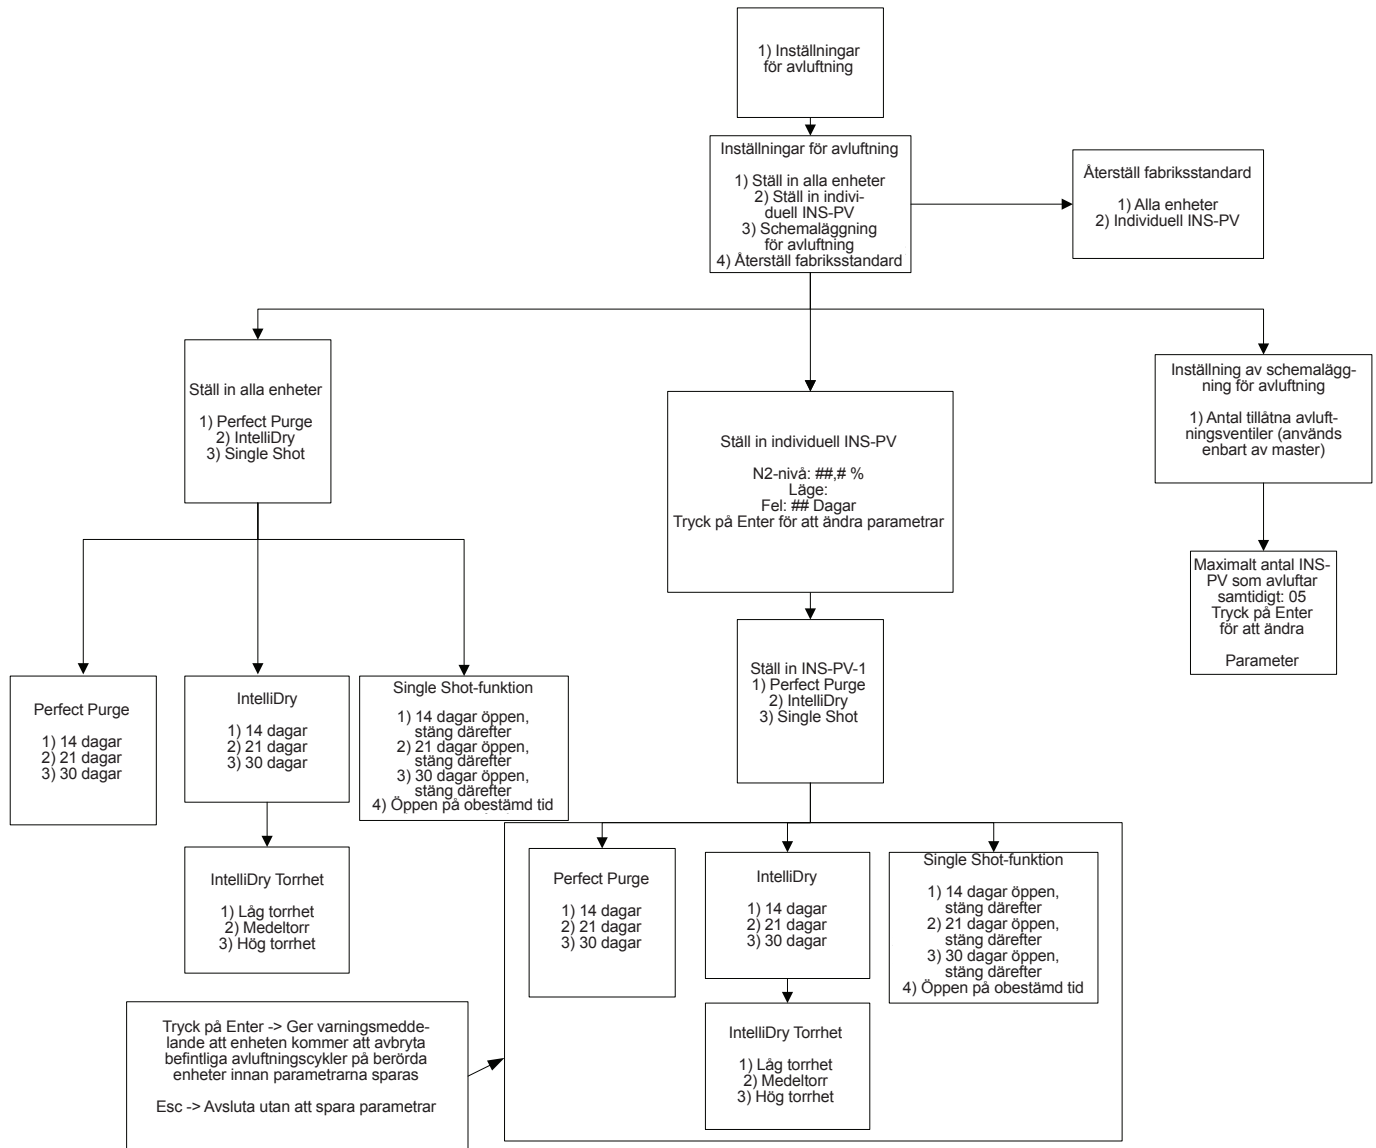 1) Inställningar
för avluftning
Inställningar för avluftning
1) Ställ in alla enheter
2) Ställ in indivi-
duell INS-PV
3) Schemaläggning
för avluftning
4) Återställ fabriksstandard
Återställ fabriksstandard
1) Alla enheter
2) Individuell INS-PV
Ställ in alla enheter
1) Perfect Purge
2) IntelliDry
3) Single Shot
Ställ in individuell INS-PV
N2-nivå: ##,# %
Läge:
Fel: ## Dagar
Tryck på Enter för att ändra parametrar
Inställning av schemalägg-
ning för avluftning
1) Antal tillåtna avluft-
ningsventiler (används
enbart av master)
Maximalt antal INS-
PV som avluftar
samtidigt: 05
Tryck på Enter
för att ändra
Parameter
Perfect Purge
1) 14 dagar
2) 21 dagar
3) 30 dagar
IntelliDry
1) 14 dagar
2) 21 dagar
3) 30 dagar
Single Shot-funktion
1) 14 dagar öppen,
stäng därefter
2) 21 dagar öppen,
stäng därefter
3) 30 dagar öppen,
stäng därefter
4) Öppen på obestämd tid
Ställ in INS-PV-1
1) Perfect Purge
2) IntelliDry
3) Single Shot
IntelliDry Torrhet
1) Låg torrhet
2) Medeltorr
3) Hög torrhet
Perfect Purge
1) 14 dagar
2) 21 dagar
3) 30 dagar
IntelliDry
1) 14 dagar
2) 21 dagar
3) 30 dagar
Single Shot-funktion
1) 14 dagar öppen,
stäng därefter
2) 21 dagar öppen,
stäng därefter
3) 30 dagar öppen,
stäng därefter
4) Öppen på obestämd tid
IntelliDry Torrhet
1) Låg torrhet
2) Medeltorr
3) Hög torrhet
Tryck på Enter -> Ger varningsmedde-
lande att enheten kommer att avbryta
befintliga avluftningscykler på berörda
enheter innan parametrarna sparas
Esc -> Avsluta utan att spara parametrar